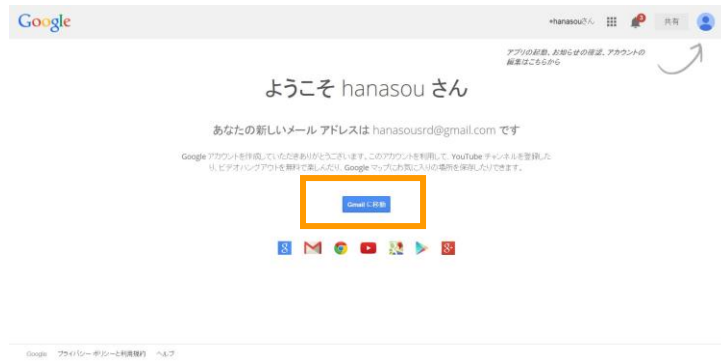 Google
+hanasouさん
2
共有
アプリの起動、お知らせの確認、アカウントの
編集はこちらから
ようこそ hanasou さん
あなたの新しいメール アドレスは hanasousrd@gmail.com です
Google アカウントを作成していただきありがとうございます。このアカウントを利用して、YouTube チャンネルを登録した
り、ビデオハングアウトを無料で楽しんだり、Google マップにお気に入りの場所を保存したりできます。
Gmail に移動
Google プライバシー ポリシーと利用規約 ヘルプ